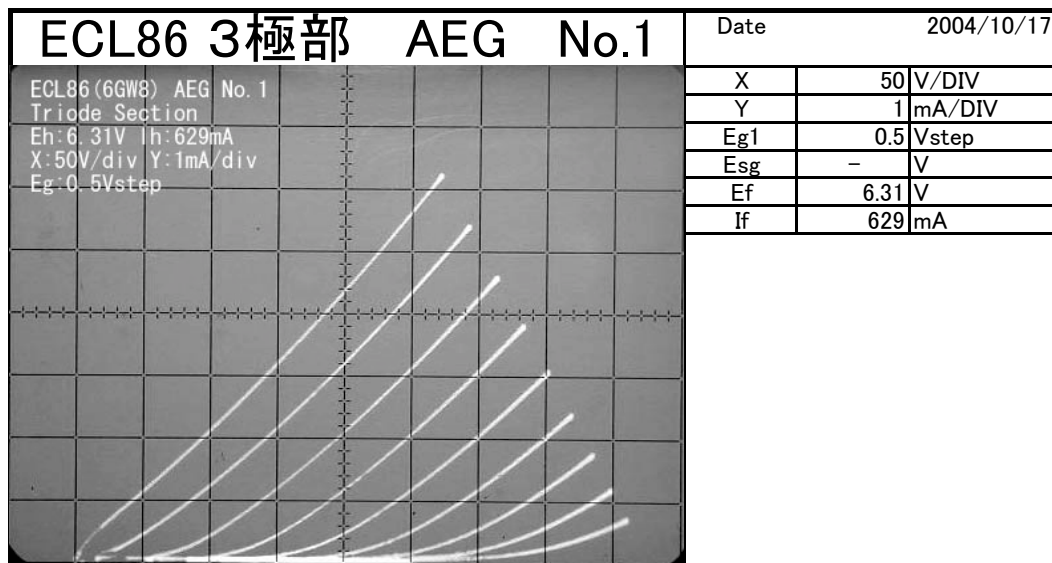 ECL86 3極部 AEG No.1
Date 2004/10/17
ECL86(6GW8) AEG No.1
Triode Section
Eh:6.31V Ih:629mA
X:50V/div Y:1mA/div
Eg:0.5Vstep
X 50 V/DIV
Y 1 mA/DIV
Eg1 0.5 Vstep
Esg - V
Ef 6.31 V
If 629 mA